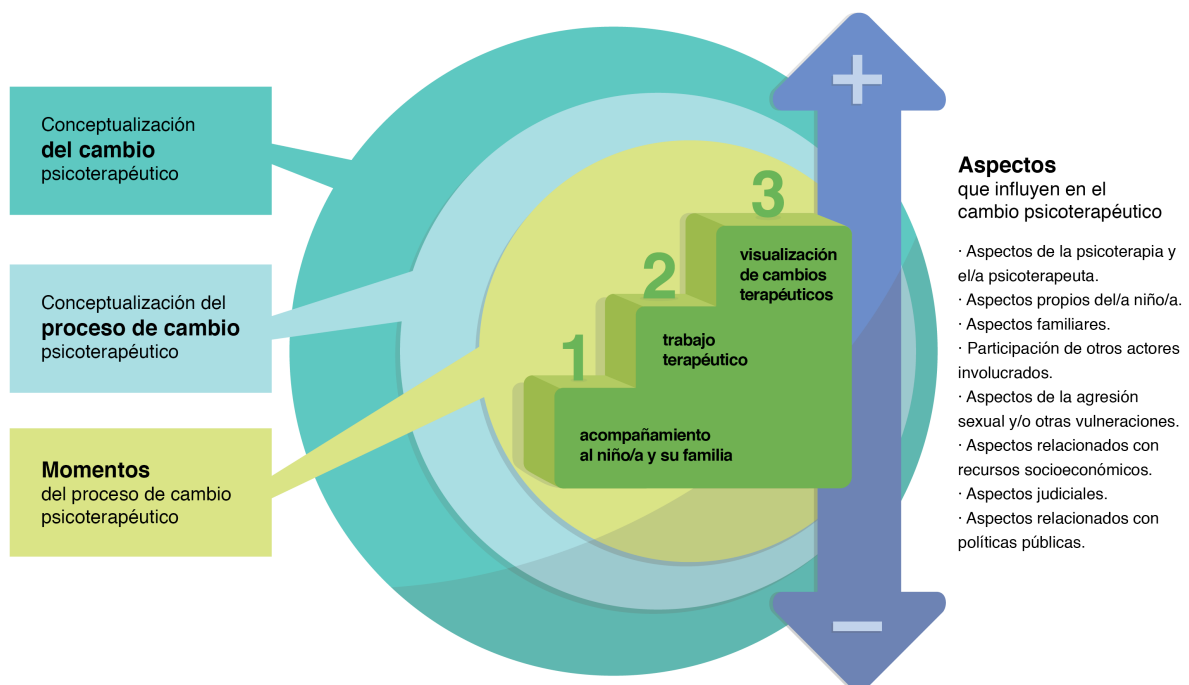 Conceptualización
del cambio
psicoterapéutico
Conceptualización del
proceso de cambio
psicoterapéutico
Momentos
del proceso de cambio
psicoterapéutico
1
acompañamiento
al niño/a y su familia
2
trabajo
terapéutico
3
visualización
de cambios
terapéuticos
+
−
Aspectos
que influyen en el
cambio psicoterapéutico
· Aspectos de la psicoterapia y
el/a psicoterapeuta.
· Aspectos propios del/a niño/a.
· Aspectos familiares.
· Participación de otros actores
involucrados.
· Aspectos de la agresión
sexual y/o otras vulneraciones.
· Aspectos relacionados con
recursos socioeconómicos.
· Aspectos judiciales.
· Aspectos relacionados con
políticas públicas.